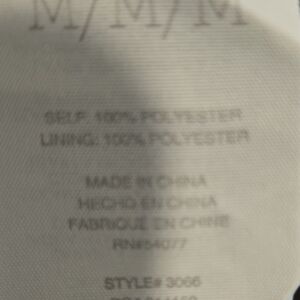 M/M/M
SELF: 100% POLYESTER
LINING: 100% POLYESTER
MADE IN CHINA
HECHO EN CHINA
FABRIQUE EN CHINE
RN#54077
STYLE# 3066